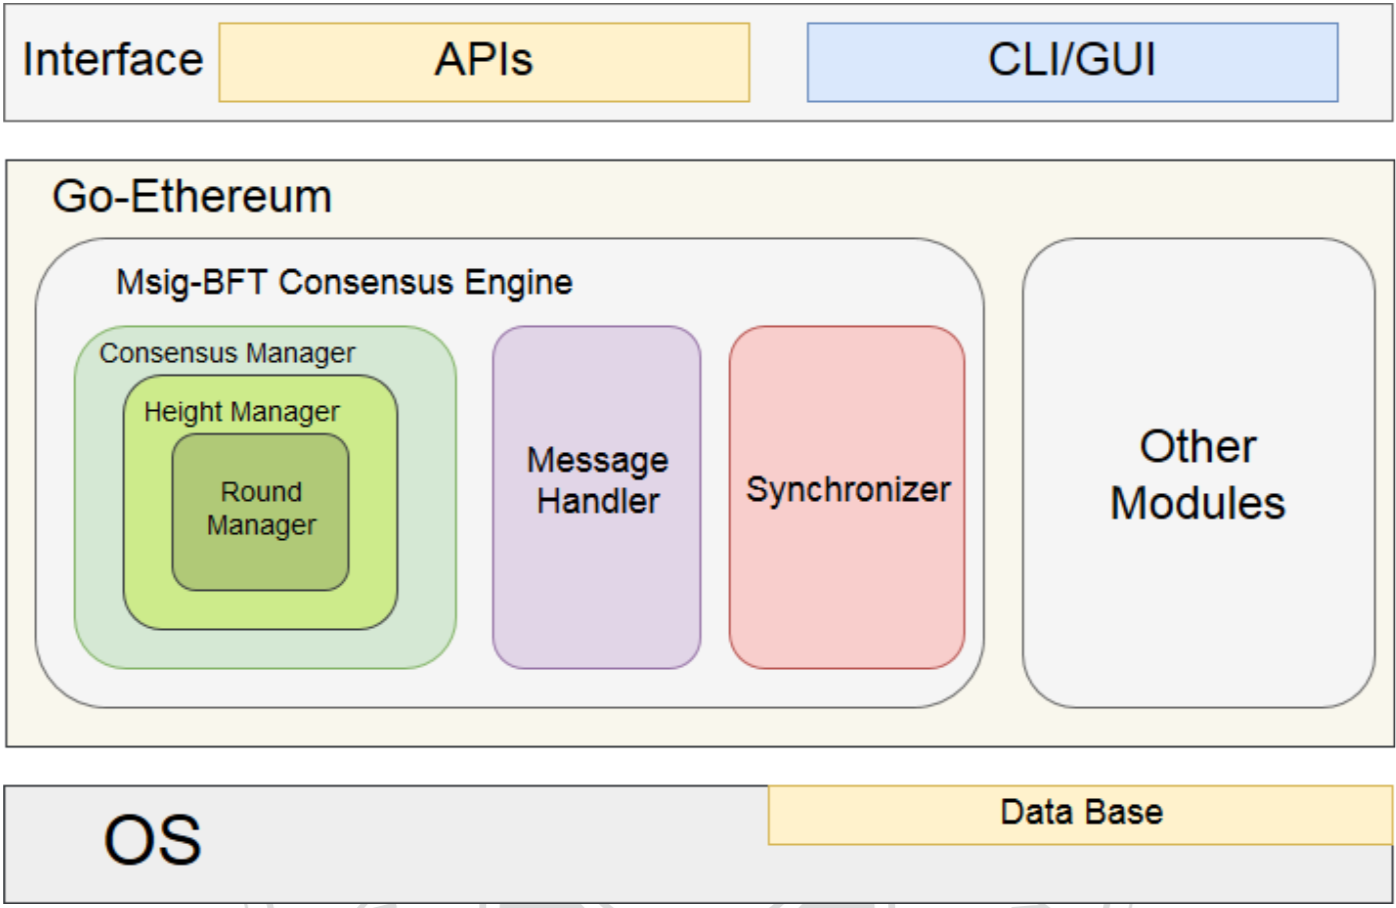 Interface
APIs
CLI/GUI
Go-Ethereum
Msig-BFT Consensus Engine
Consensus Manager
Height Manager
Round
Manager
Message
Handler
Synchronizer
Other
Modules
OS
Data Base